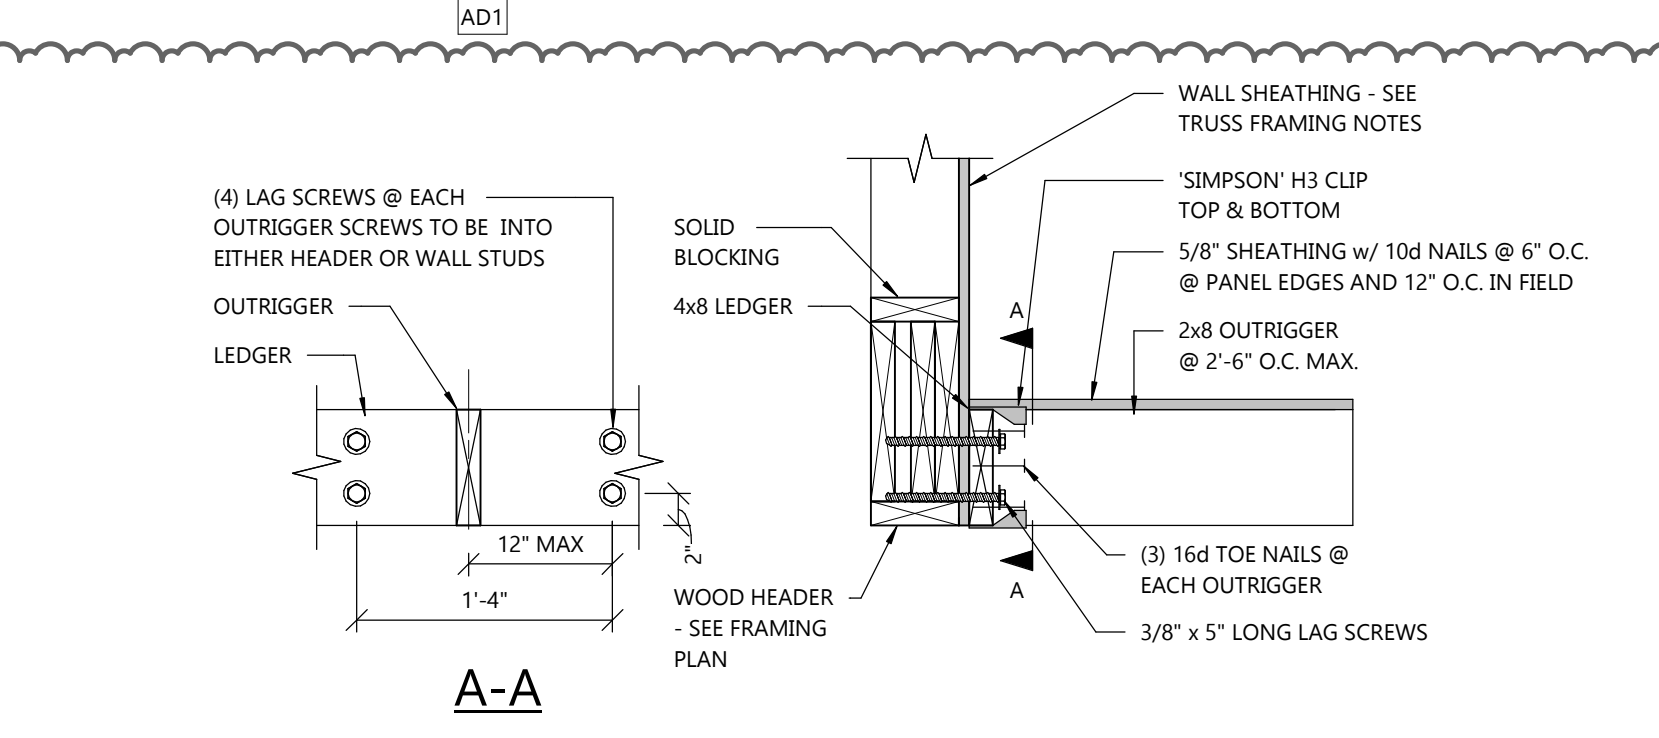 AD1
WALL SHEATHING - SEE
TRUSS FRAMING NOTES
'SIMPSON' H3 CLIP
TOP & BOTTOM
5/8" SHEATHING w/ 10d NAILS @ 6" O.C.
@ PANEL EDGES AND 12" O.C. IN FIELD
2x8 OUTRIGGER
@ 2'-6" O.C. MAX.
(4) LAG SCREWS @ EACH
OUTRIGGER SCREWS TO BE INTO
EITHER HEADER OR WALL STUDS
OUTRIGGER
LEDGER
SOLID
BLOCKING
4x8 LEDGER
A
A
12" MAX
1'-4"
2"
WOOD HEADER
- SEE FRAMING
PLAN
(3) 16d TOE NAILS @
EACH OUTRIGGER
3/8" x 5" LONG LAG SCREWS
A-A